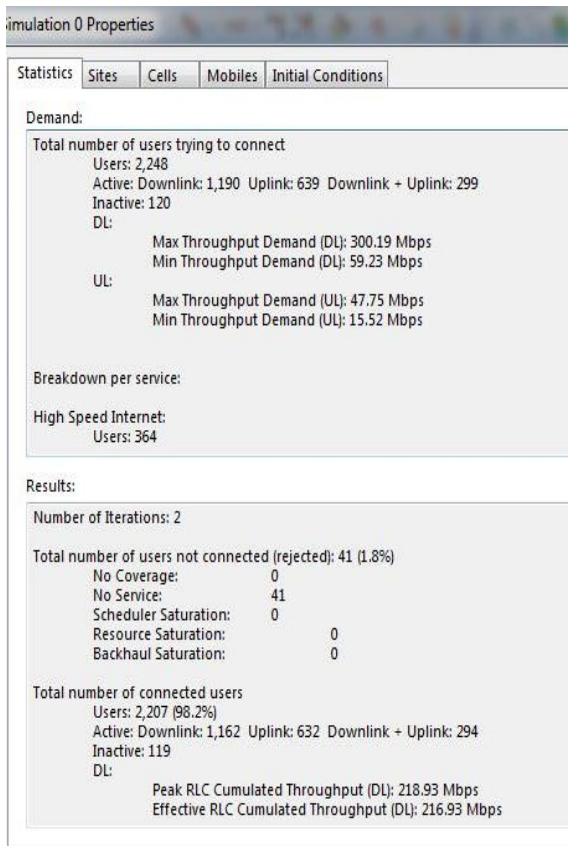 imulation 0 Properties
Statistics Sites Cells Mobiles Initial Conditions
Demand:
Total number of users trying to connect
Users: 2,248
Active: Downlink: 1,190 Uplink: 639 Downlink + Uplink: 299
Inactive: 120
DL:
Max Throughput Demand (DL): 300.19 Mbps
Min Throughput Demand (DL): 59.23 Mbps
UL:
Max Throughput Demand (UL): 47.75 Mbps
Min Throughput Demand (UL): 15.52 Mbps
Breakdown per service:
High Speed Internet:
Users: 364
Results:
Number of Iterations: 2
Total number of users not connected (rejected): 41 (1.8%)
No Coverage: 0
No Service: 41
Scheduler Saturation: 0
Resource Saturation: 0
Backhaul Saturation: 0
Total number of connected users
Users: 2,207 (98.2%)
Active: Downlink: 1,162 Uplink: 632 Downlink + Uplink: 294
Inactive: 119
DL:
Peak RLC Cumulated Throughput (DL): 218.93 Mbps
Effective RLC Cumulated Throughput (DL): 216.93 Mbps